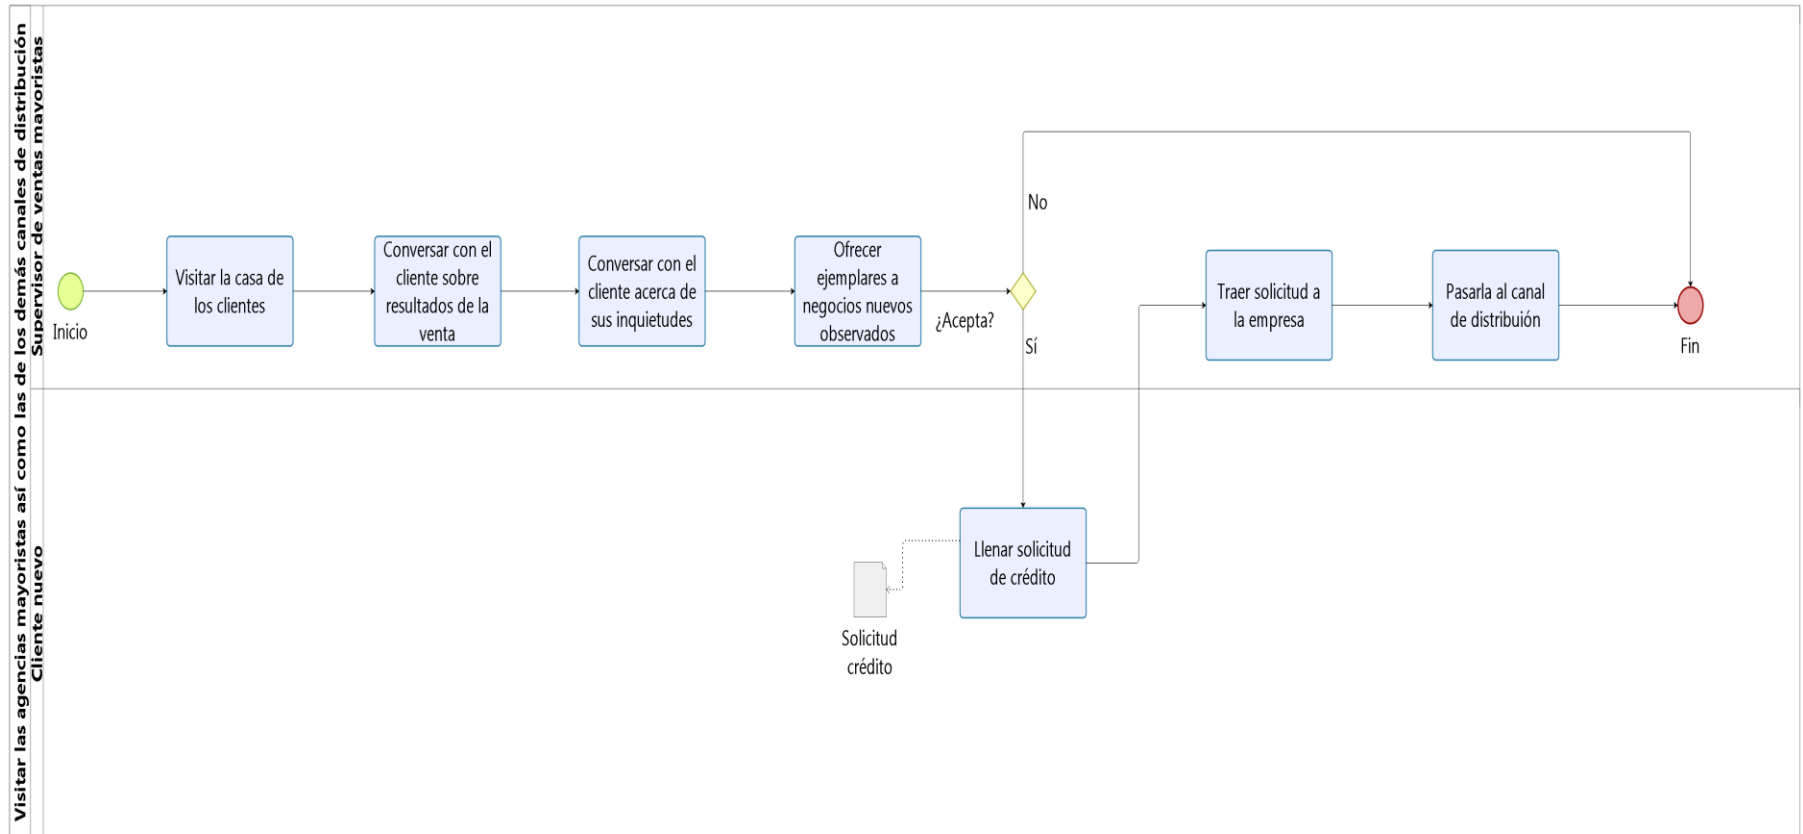 Visitar las agencias mayoristas así como las de los demás canales de distribución
Supervisor de ventas mayoristas
Inicio
Visitar la casa de
los clientes
Conversar con el
cliente sobre
resultados de la
venta
Conversar con el
cliente acerca de
sus inquietudes
Ofrecer
ejemplares a
negocios nuevos
observados
¿Acepta?
No
Sí
Traer solicitud a
la empresa
Pasarla al canal
de distribuión
Fin
Cliente nuevo
Llenar solicitud
de crédito
Solicitud
crédito